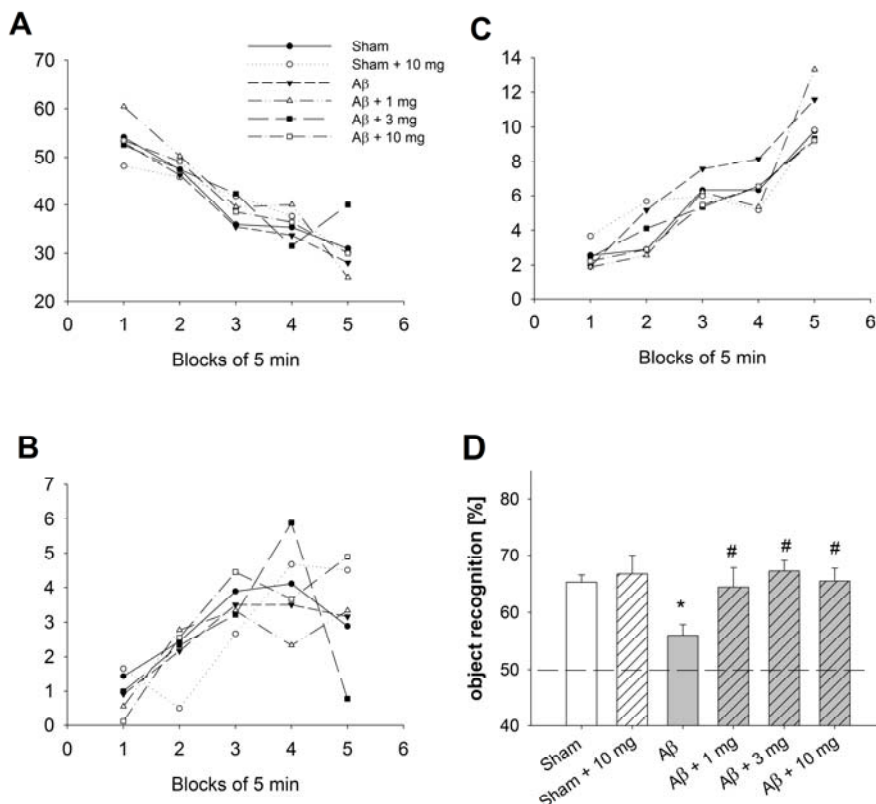 A
70
60
50
40
30
20
0 1 2 3 4 5 6
Blocks of 5 min
Sham
Sham + 10 mg
Aβ
Aβ + 1 mg
Aβ + 3 mg
Aβ + 10 mg
C
14
12
10
8
6
4
2
0
0 1 2 3 4 5 6
Blocks of 5 min
B
7
6
5
4
3
2
1
0
0 1 2 3 4 5 6
Blocks of 5 min
D
object recognition [%]
80
70
60
50
40
*
#
#
#
Sham
Sham + 10 mg
Aβ
Aβ + 1 mg
Aβ + 3 mg
Aβ + 10 mg